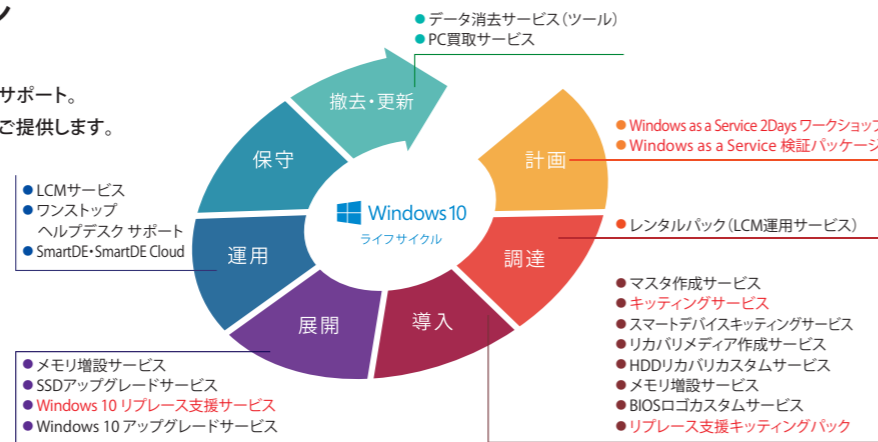 ン
サポート。
ご提供します。
●データ消去サービス（ツール）
●PC買取サービス
撤去・更新
計画
●Windows as a Service 2Days ワークショップ
●Windows as a Service 検証パッケージ
保守
Windows10
ライフサイクル
●LCMサービス
●ワンストップ
ヘルプデスク サポート
●SmartDE・SmartDE Cloud
運用
調達
●レンタルパック（LCM運用サービス）
展開
導入
●マスタ作成サービス
●キッティングサービス
●スマートデバイスキッティングサービス
●リカバリメディア作成サービス
●HDDリカバリカスタムサービス
●メモリ増設サービス
●BIOSロゴカスタムサービス
●リプレース支援キッティングパック
●メモリ増設サービス
●SSDアップグレードサービス
●Windows 10 リプレース支援サービス
●Windows 10 アップグレードサービス